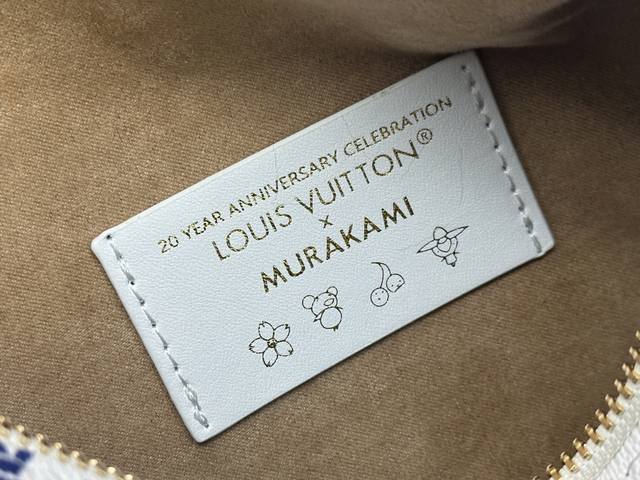 20 YEAR ANNIVERSARY CELEBRATION
LOUIS VUITTON®
×
MURAKAMI